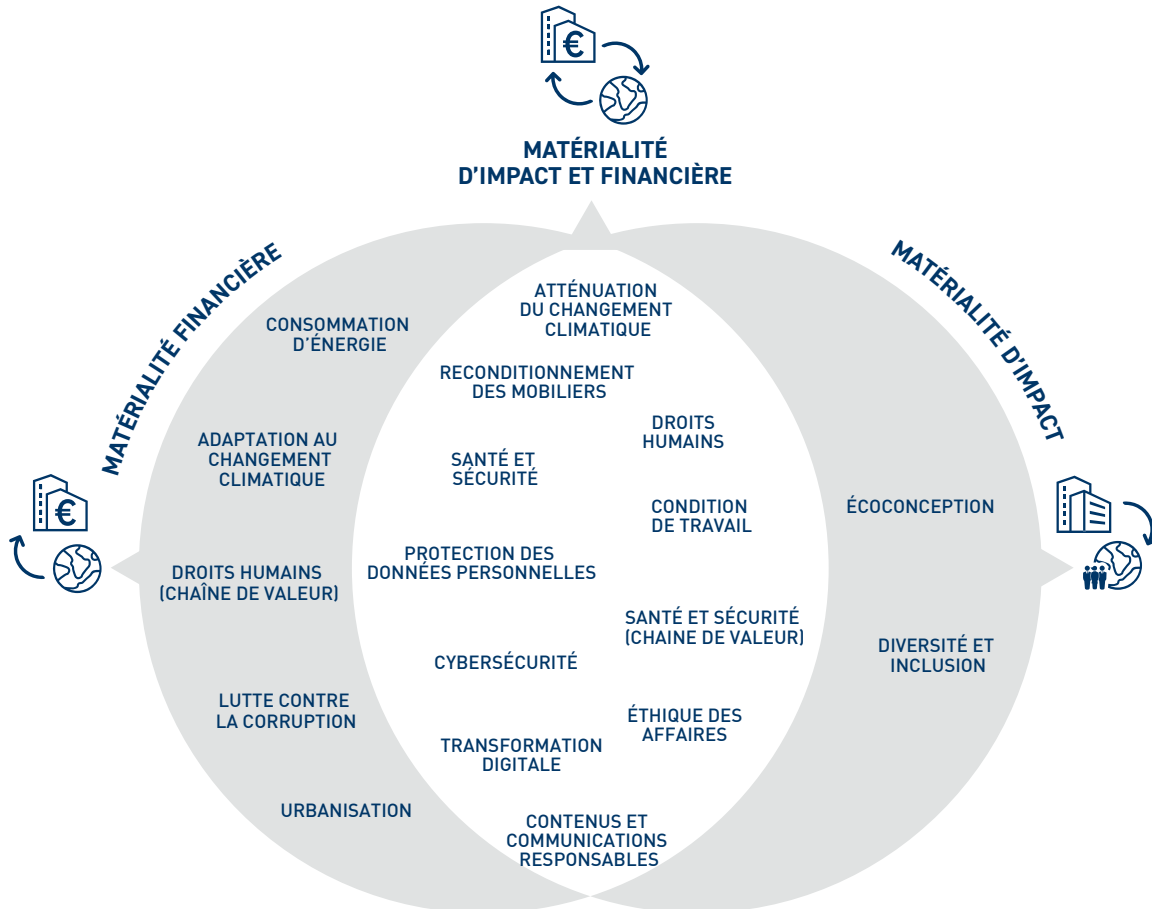 €
MATÉRIALITÉ
D'IMPACT ET FINANCIÈRE
MATÉRIALITÉ FINANCIÈRE
€
CONSOMMATION
D'ÉNERGIE
ADAPTATION AU
CHANGEMENT
CLIMATIQUE
DROITS HUMAINS
(CHAÎNE DE VALEUR)
LUTTE CONTRE
LA CORRUPTION
URBANISATION
ATTÉNUATION
DU CHANGEMENT
CLIMATIQUE
RECONDITIONNEMENT
DES MOBILIERS
DROITS
HUMAINS
SANTÉ ET
SÉCURITÉ
CONDITION
DE TRAVAIL
PROTECTION DES
DONNÉES PERSONNELLES
SANTÉ ET SÉCURITÉ
(CHAINE DE VALEUR)
CYBERSÉCURITÉ
ÉTHIQUE DES
AFFAIRES
TRANSFORMATION
DIGITALE
CONTENUS ET
COMMUNICATIONS
RESPONSABLES
MATÉRIALITÉ D'IMPACT
ÉCOCONCEPTION
DIVERSITÉ ET
INCLUSION